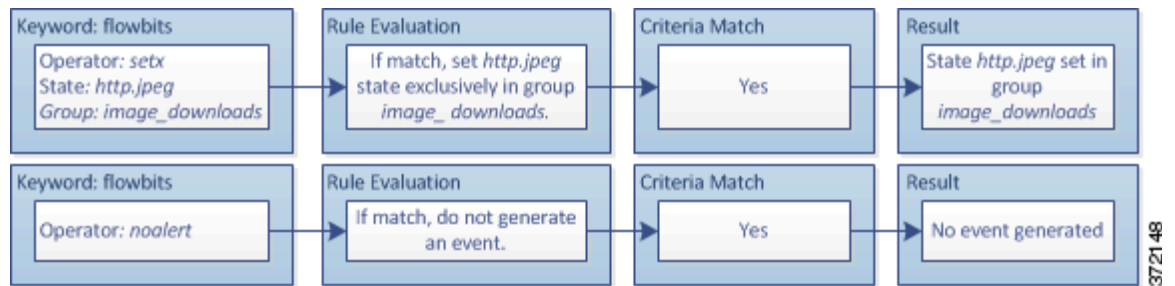 Keyword: flowbits
Operator: setx
State: http.jpeg
Group: image_downloads
Rule Evaluation
If match, set http.jpeg
state exclusively in group
image_ downloads.
Criteria Match
Yes
Result
State http.jpeg set in
group
image_downloads
Keyword: flowbits
Operator: noalert
Rule Evaluation
If match, do not generate
an event.
Criteria Match
Yes
Result
No event generated
372148